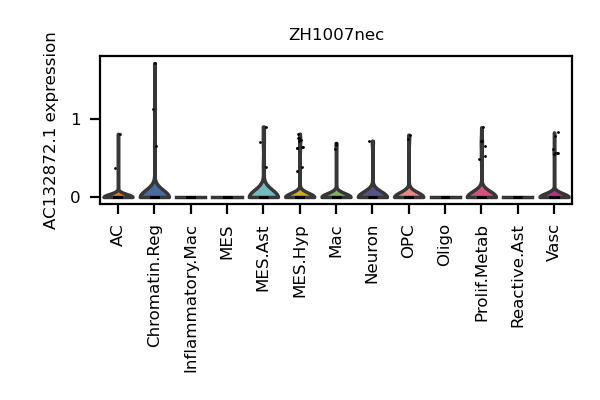 ZH1007nec
AC132872.1 expression
1
0
AC
Chromatin.Reg
Inflammatory.Mac
MES
MES.Ast
MES.Hyp
Mac
Neuron
OPC
Oligo
Prolif.Metab
Reactive.Ast
Vasc